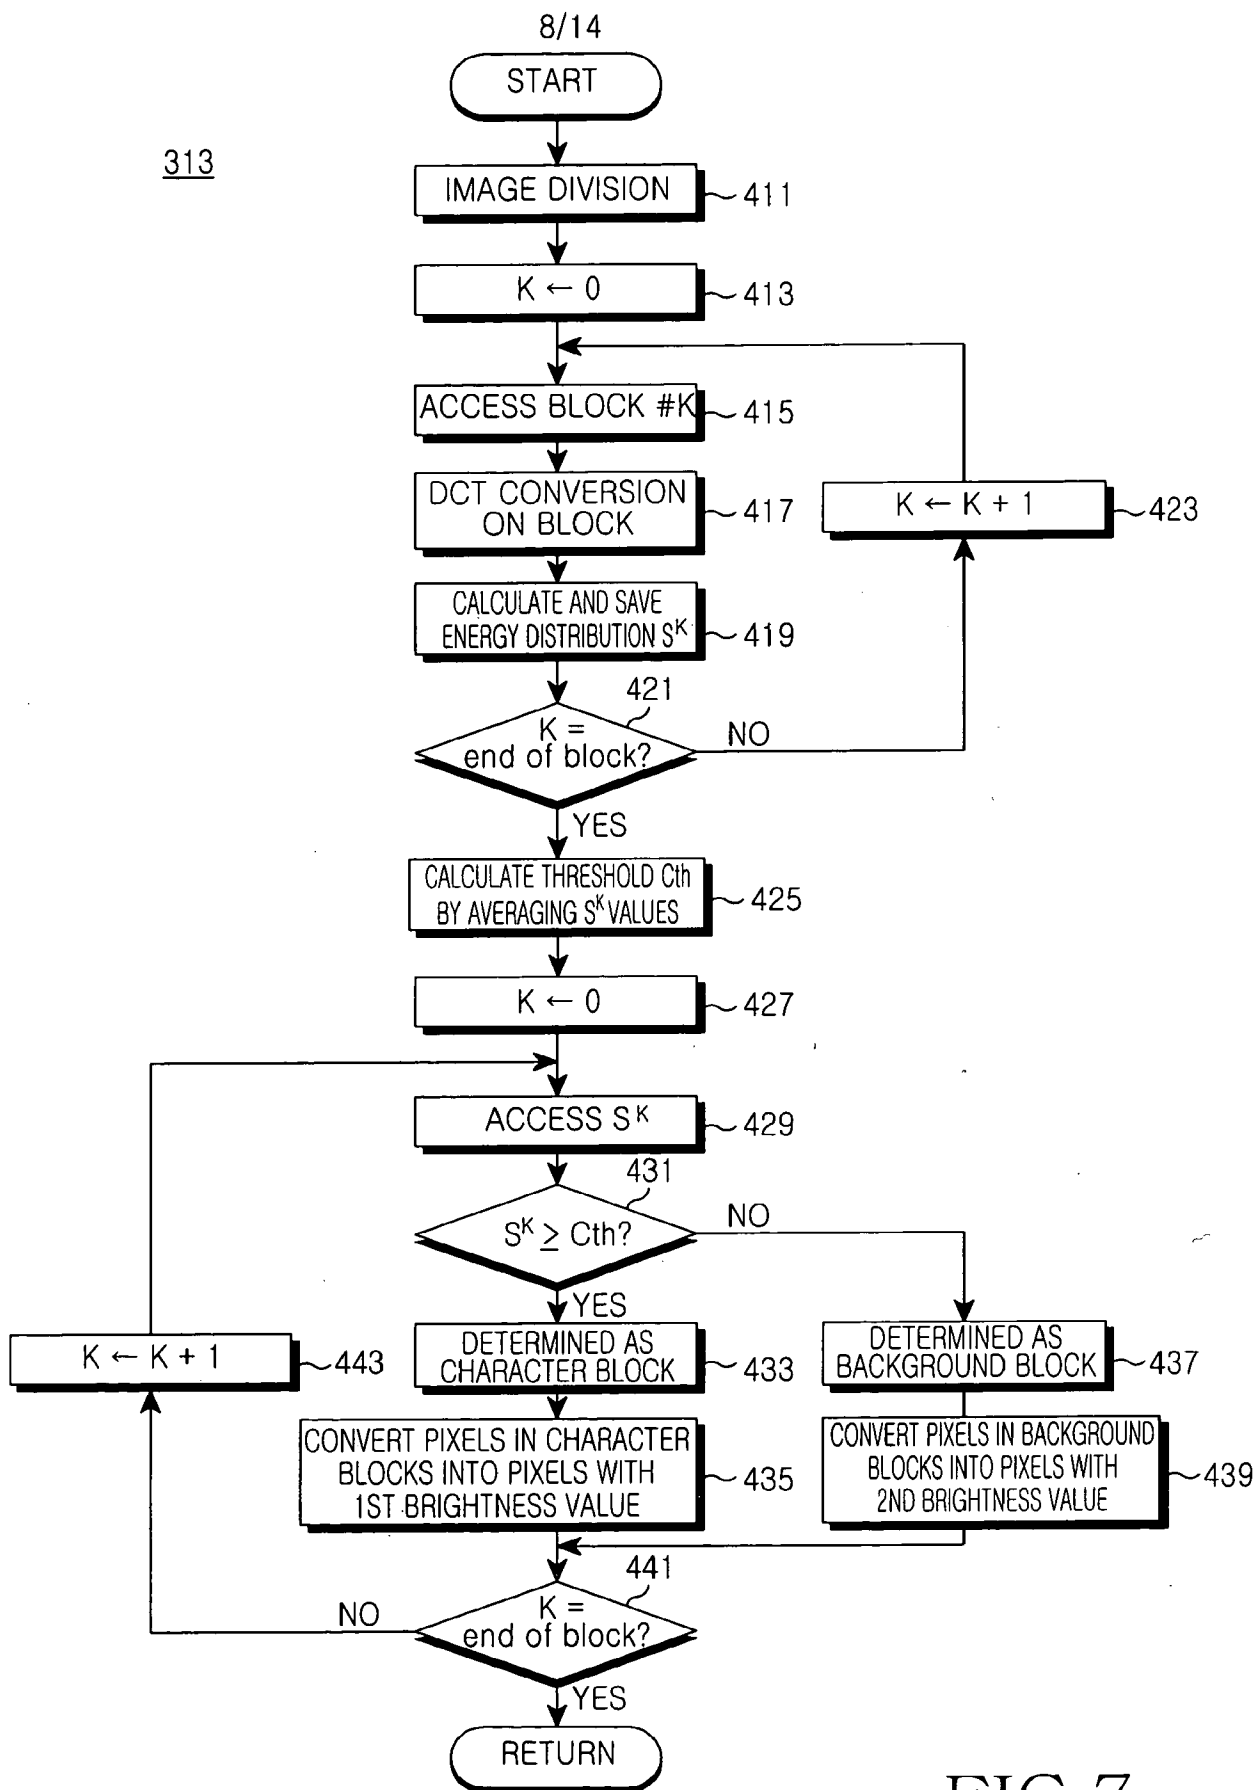 8/14
START
313
IMAGE DIVISION
411
K ← 0
413
ACCESS BLOCK #K
415
DCT CONVERSION
ON BLOCK
417
K ← K + 1
423
CALCULATE AND SAVE
ENERGY DISTRIBUTION S^K
419
421
K =
end of block?
NO
YES
CALCULATE THRESHOLD Cth
BY AVERAGING S^K VALUES
425
K ← 0
427
ACCESS S^K
429
431
S^K ≥ Cth?
NO
YES
K ← K + 1
443
DETERMINED AS
CHARACTER BLOCK
433
DETERMINED AS
BACKGROUND BLOCK
437
CONVERT PIXELS IN CHARACTER
BLOCKS INTO PIXELS WITH
1ST BRIGHTNESS VALUE
435
CONVERT PIXELS IN BACKGROUND
BLOCKS INTO PIXELS WITH
2ND BRIGHTNESS VALUE
439
441
K =
end of block?
NO
YES
RETURN
FIG.7